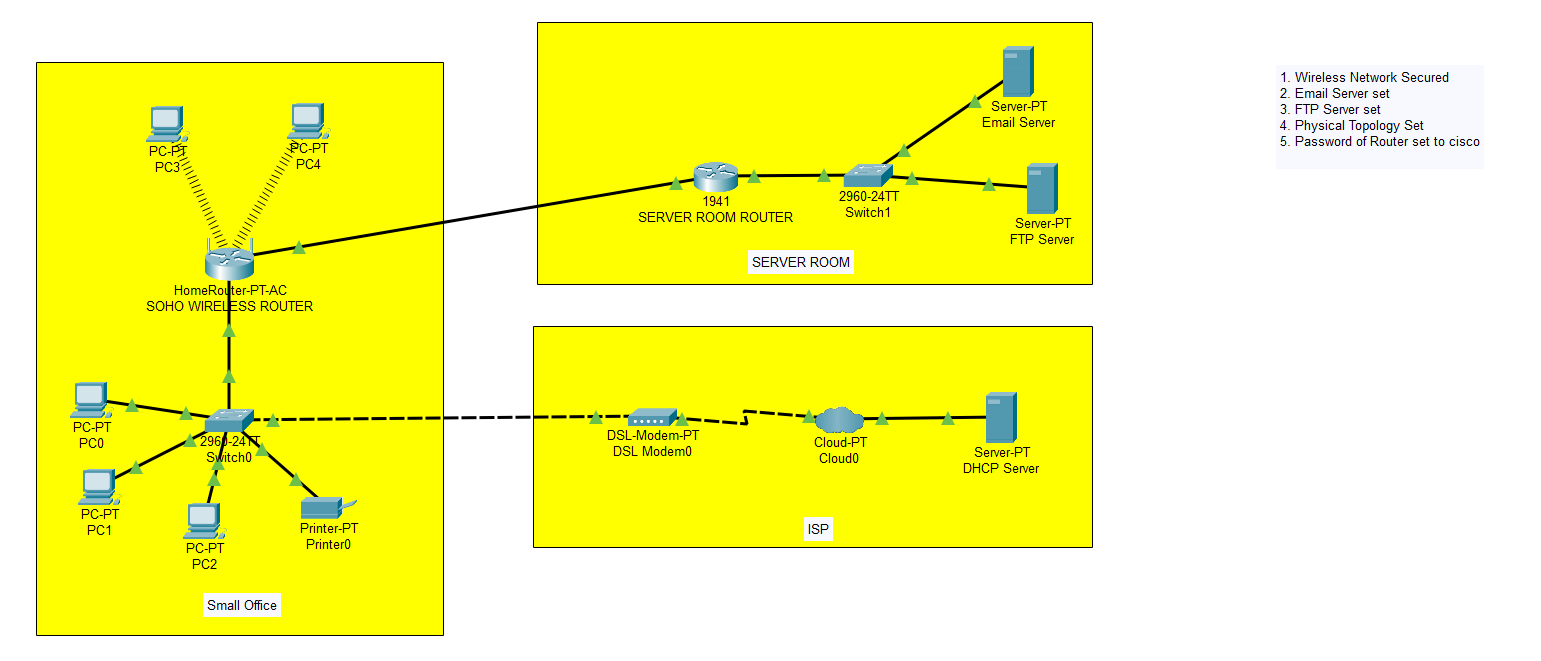 PC-PT
PC3
PC-PT
PC4
HomeRouter-PT-AC
SOHO WIRELESS ROUTER
PC-PT
PC0
2960-24TT
Switch0
PC-PT
PC1
PC-PT
PC2
Printer-PT
Printer0
Small Office
Server-PT
Email Server
1941
SERVER ROOM ROUTER
2960-24TT
Switch1
Server-PT
FTP Server
SERVER ROOM
DSL-Modem-PT
DSL Modem0
Cloud-PT
Cloud0
Server-PT
DHCP Server
ISP
1. Wireless Network Secured
2. Email Server set
3. FTP Server set
4. Physical Topology Set
5. Password of Router set to cisco